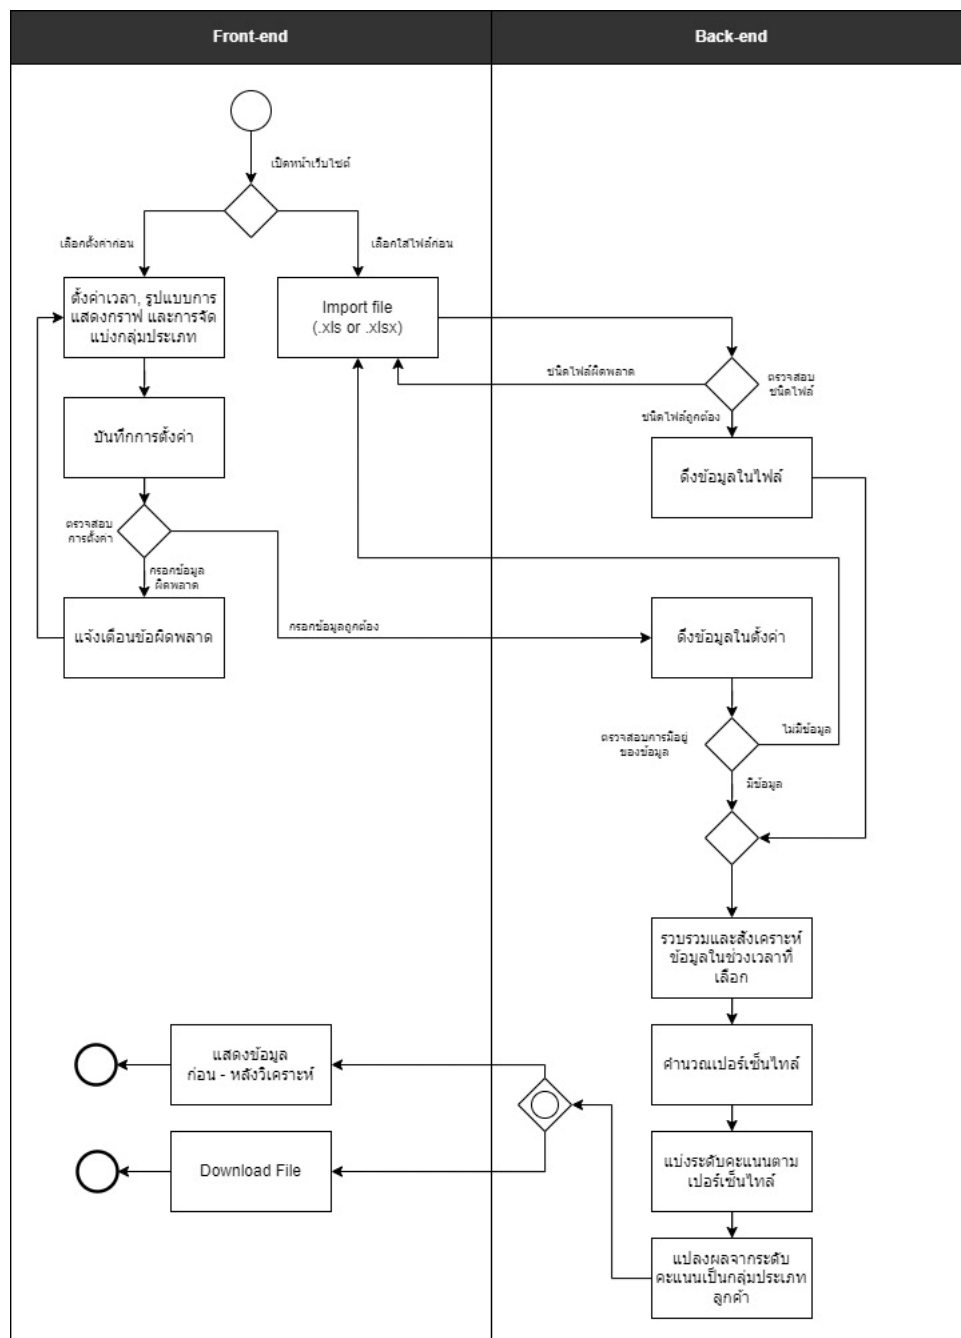 Front-end
Back-end
เปิดหน้าเว็บไซต์
เลือกตั้งค่าก่อน
เลือกใส่ไฟล์ก่อน
ตั้งค่าเวลา, รูปแบบการ
แสดงกราฟ และการจัด
แบ่งกลุ่มประเภท
Import file
(.xls or .xlsx)
ชนิดไฟล์ผิดพลาด
ตรวจสอบ
ชนิดไฟล์
ชนิดไฟล์ถูกต้อง
บันทึกการตั้งค่า
ดึงข้อมูลในไฟล์
ตรวจสอบ
การตั้งค่า
กรอกข้อมูล
ผิดพลาด
แจ้งเตือนข้อผิดพลาด
กรอกข้อมูลถูกต้อง
ดึงข้อมูลในตั้งค่า
ตรวจสอบการมีอยู่
ของข้อมูล
ไม่มีข้อมูล
มีข้อมูล
รวบรวมและสังเคราะห์
ข้อมูลในช่วงเวลาที่
เลือก
แสดงข้อมูล
ก่อน - หลังวิเคราะห์
คำนวณเปอร์เซ็นไทล์
Download File
แบ่งระดับคะแนนตาม
เปอร์เซ็นไทล์
แปลงผลจากระดับ
คะแนนเป็นกลุ่มประเภท
ลูกค้า